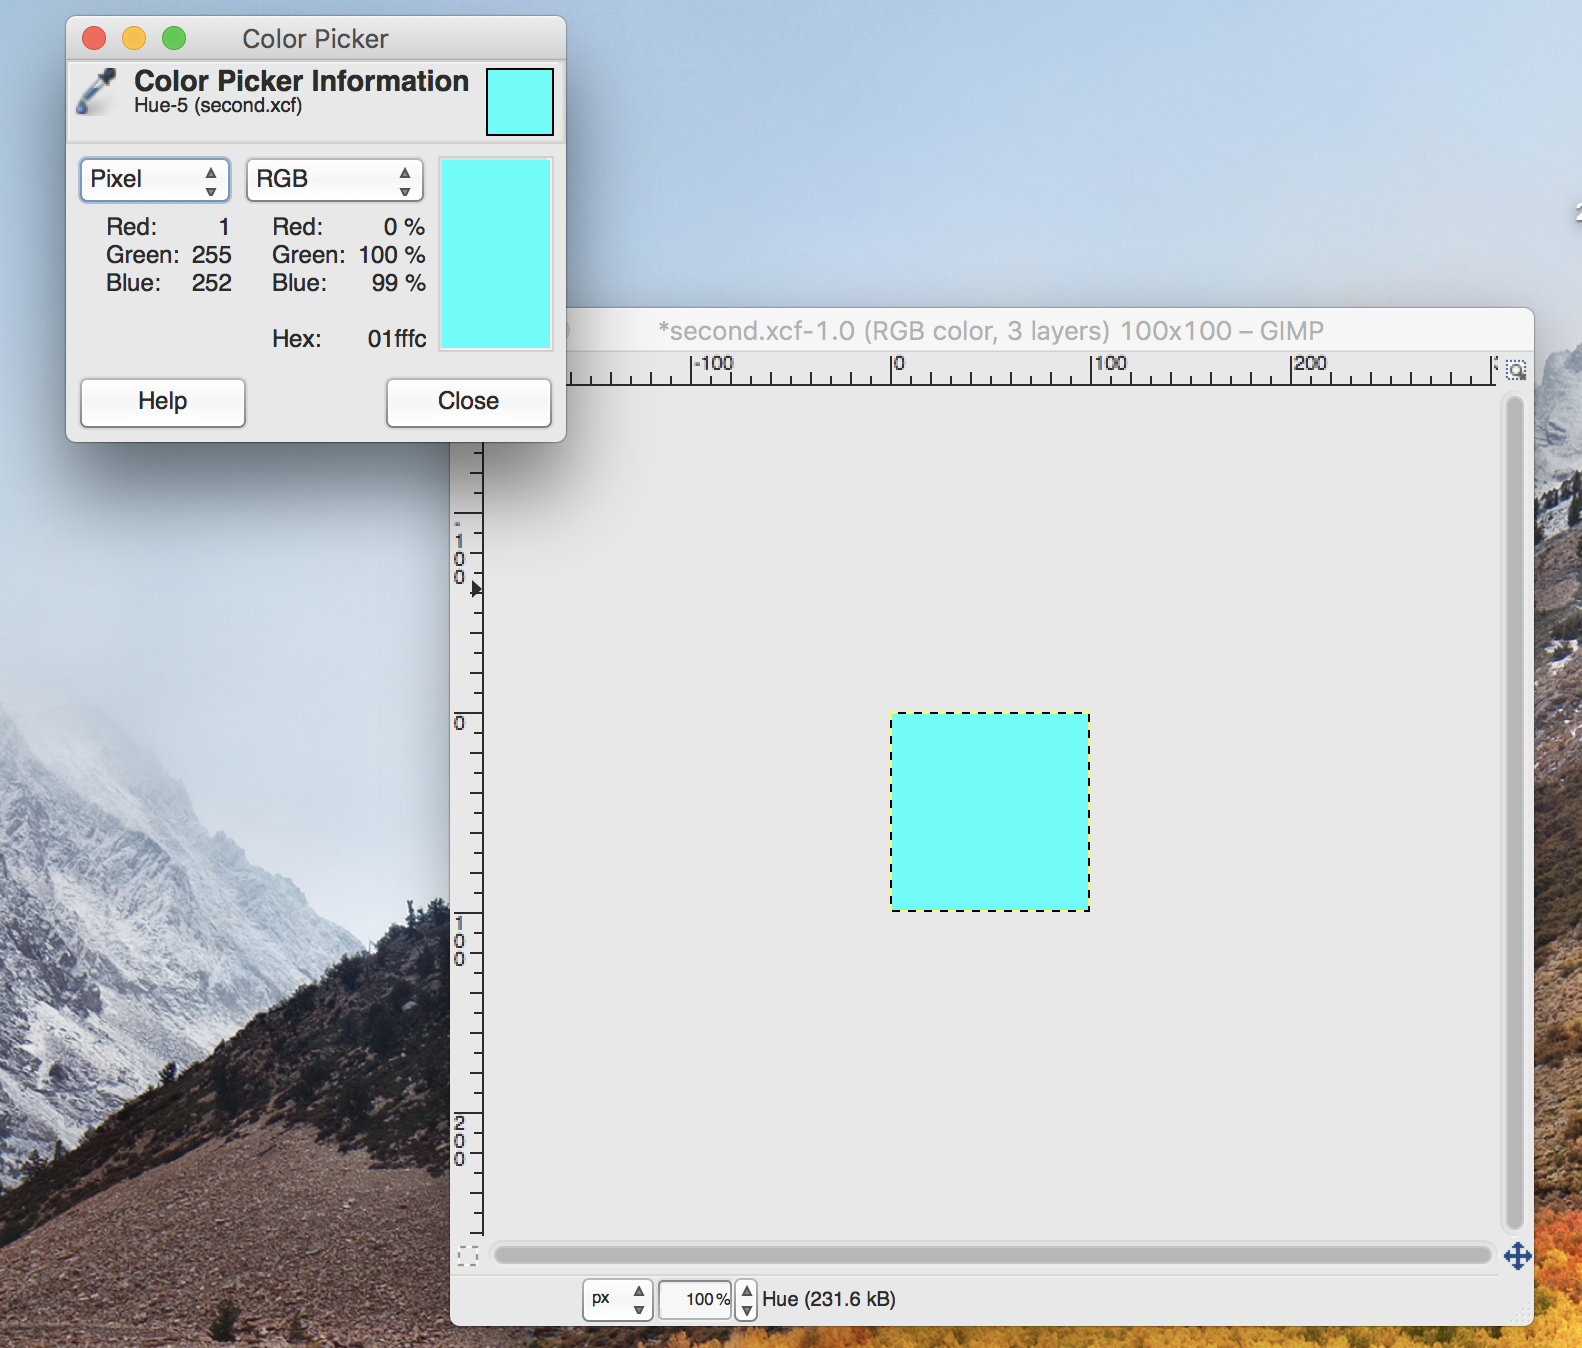 Color Picker
Color Picker Information
Hue-5 (second.xcf)
Pixel
RGB
Red: 1
Green: 255
Blue: 252
Red: 0 %
Green: 100 %
Blue: 99 %
Hex: 01fffc
Help
Close
*second.xcf-1.0 (RGB color, 3 layers) 100x100 – GIMP
-100
0
100
200
-100
0
100
200
px
100%
Hue (231.6 kB)